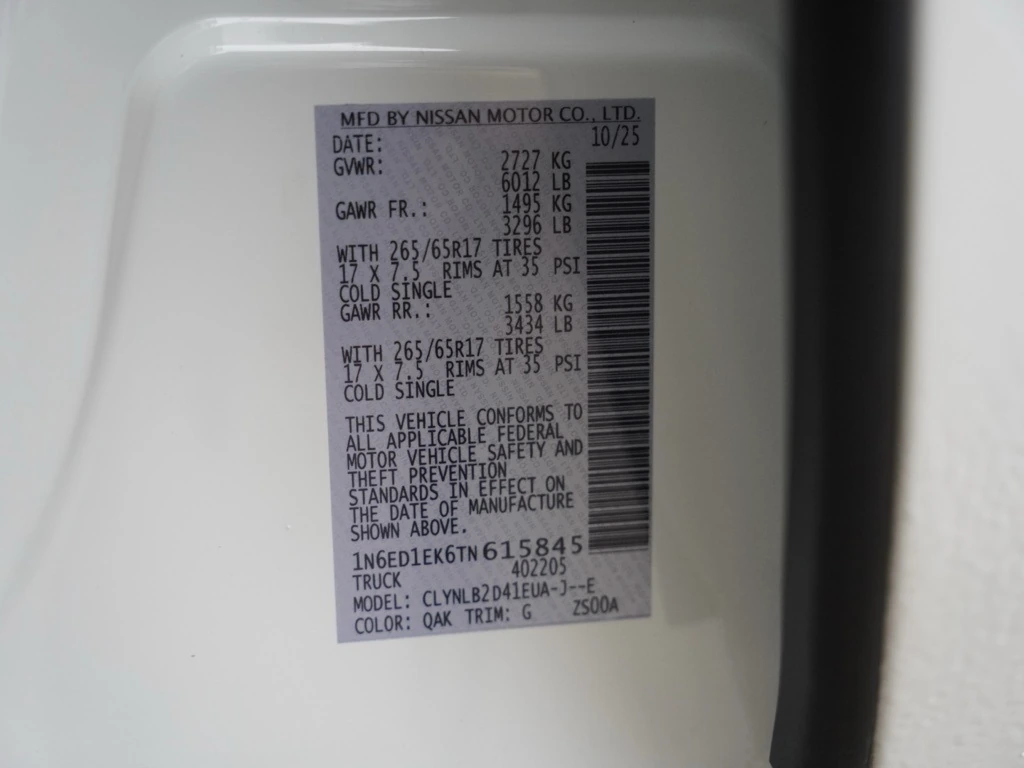 MFD BY NISSAN MOTOR CO., LTD.
DATE: 10/25
GVWR: 2727 KG
6012 LB
GAWR FR.: 1495 KG
3296 LB
WITH 265/65R17 TIRES
17 X 7.5 RIMS AT 35 PSI
COLD SINGLE
GAWR RR.: 1558 KG
3434 LB
WITH 265/65R17 TIRES
17 X 7.5 RIMS AT 35 PSI
COLD SINGLE
THIS VEHICLE CONFORMS TO
ALL APPLICABLE FEDERAL
MOTOR VEHICLE SAFETY AND
THEFT PREVENTION
STANDARDS IN EFFECT ON
THE DATE OF MANUFACTURE
SHOWN ABOVE.
1N6ED1EK6TN615845
TRUCK 402205
MODEL: CLYNLB2D41EUA-J--E
COLOR: QAK TRIM: G ZS00A